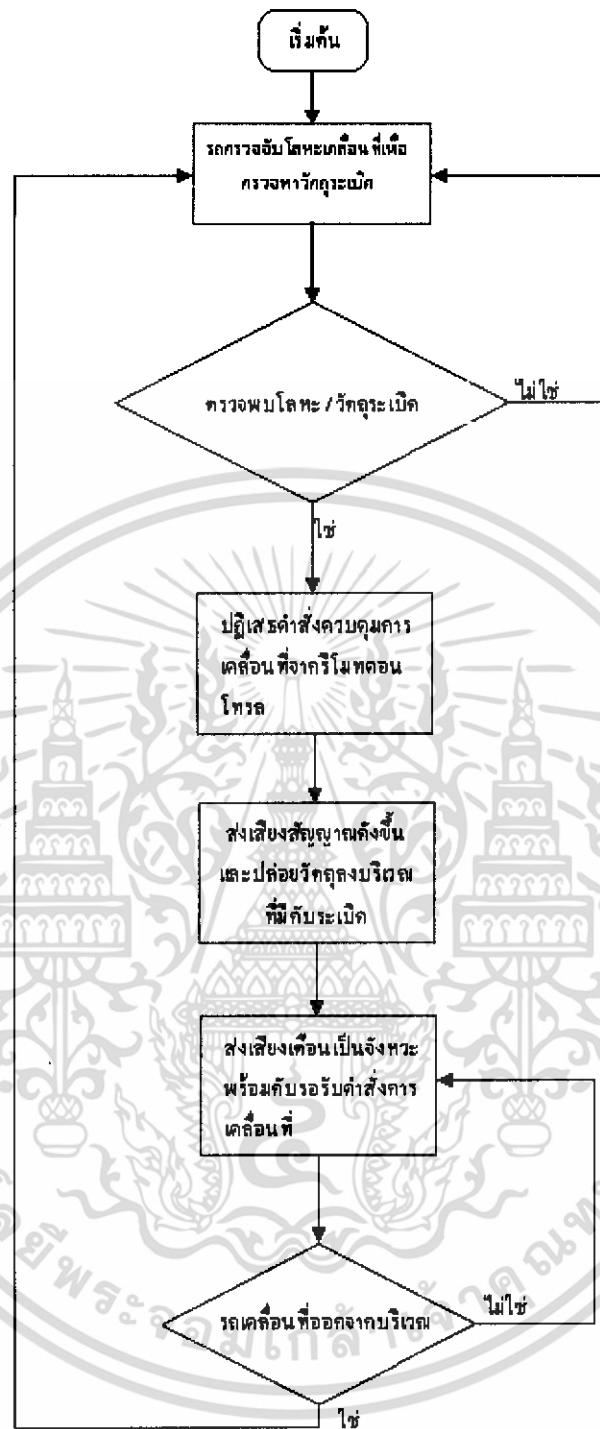 เริ่มต้น
รถตรวจจับโลหะเคลื่อนที่เพื่อ
ตรวจหาวัตถุระเบิด
ตรวจพบโลหะ / วัตถุระเบิด
ไม่ใช่
ใช่
ปฏิเสธคำสั่งควบคุมการ
เคลื่อนที่จากรีโมทคอน
โทรล
ส่งเสียงสัญญาณดังขึ้น
และปล่อยวัตถุลงบริเวณ
ที่มีกับระเบิด
ส่งเสียงเตือนเป็นจังหวะ
พร้อมกับรอรับคำสั่งการ
เคลื่อนที่
รถเคลื่อนที่ออกจากบริเวณ
ไม่ใช่
ใช่